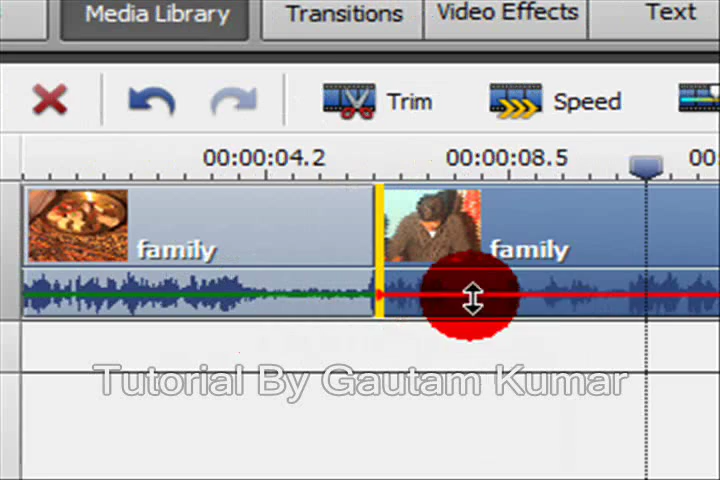 Media Library Transitions Video Effects Text
Trim Speed
00:00:04.2 00:00:08.5 00:
family family
Tutorial By Gautam Kumar